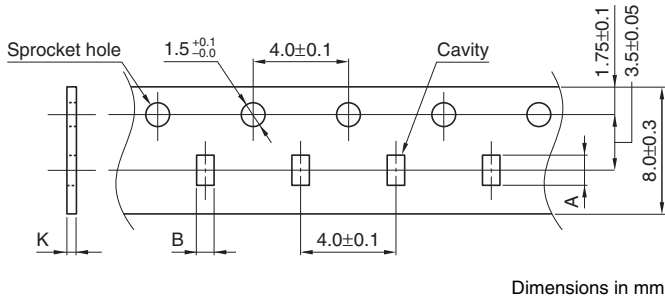 Sprocket hole
1.5 +0.1 −0.0
4.0±0.1
Cavity
1.75±0.1
3.5±0.05
8.0±0.3
A
K
B
4.0±0.1
Dimensions in mm